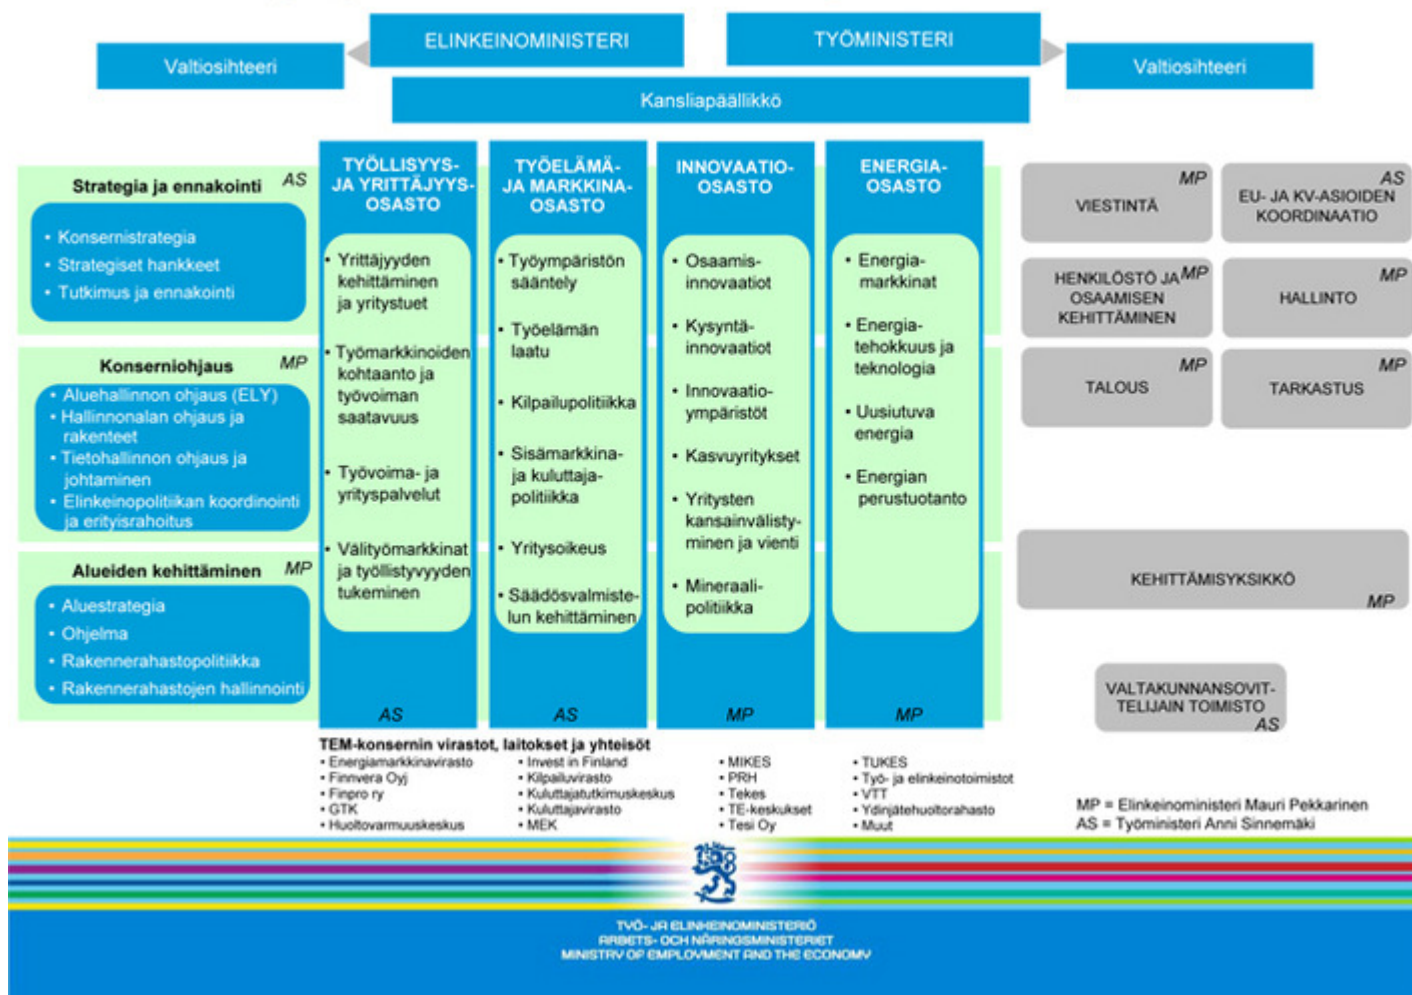 ELINKEINOMINISTERI
TYÖMINISTERI
Valtiosihteeri
Valtiosihteeri
Kansliapäällikkö
Strategia ja ennakointi AS
• Konsernistrategia
• Strategiset hankkeet
• Tutkimus ja ennakointi
Konserniohjaus MP
• Aluehallinnon ohjaus (ELY)
• Hallinnonalan ohjaus ja
rakenteet
• Tietohallinnon ohjaus ja
johtaminen
• Elinkeinopolitiikan koordinointi
ja erityisrahoitus
Alueiden kehittäminen MP
• Aluestrategia
• Ohjelma
• Rakennerahastopolitiikka
• Rakennerahastojen hallinnointi
TYÖLLISYYS-
JA YRITTÄJYYS-
OSASTO
• Yrittäjyyden
kehittäminen
ja yritystuet
• Työmarkkinoiden
kohtaanto ja
työvoiman
saatavuus
• Työvoima- ja
yrityspalvelut
• Välityömarkkinat
ja työllistyvyyden
tukeminen
AS
TYÖELÄMÄ-
JA MARKKINA-
OSASTO
• Työympäristön
sääntely
• Työelämän
laatu
• Kilpailupolitiikka
• Sisämarkkina-
ja kuluttaja-
politiikka
• Yritysoikeus
• Säädösvalmiste-
lun kehittäminen
AS
INNOVAATIO-
OSASTO
• Osaamis-
innovaatiot
• Kysyntä-
innovaatiot
• Innovaatio-
ympäristöt
• Kasvuyritykset
• Yritysten
kansainvälisty-
minen ja vienti
• Mineraali-
politiikka
MP
ENERGIA-
OSASTO
• Energia-
markkinat
• Energia-
tehokkuus ja
teknologia
• Uusiutuva
energia
• Energian
perustuotanto
MP
MP
VIESTINTÄ
AS
EU- JA KV-ASIOIDEN
KOORDINAATIO
HENKILÖSTÖ JA MP
OSAAMISEN
KEHITTÄMINEN
MP
HALLINTO
MP
TALOUS
MP
TARKASTUS
KEHITTÄMISYKSIKKÖ
MP
VALTAKUNNANSOVIT-
TELIJAIN TOIMISTO
AS
TEM-konsernin virastot, laitokset ja yhteisöt
• Energiamarkkinavirasto
• Finnvera Oyj
• Finpro ry
• GTK
• Huoltovarmuuskeskus
• Invest in Finland
• Kilpailuvirasto
• Kuluttajatutkimuskeskus
• Kuluttajavirasto
• MEK
• MIKES
• PRH
• Tekes
• TE-keskukset
• Tesi Oy
• TUKES
• Työ- ja elinkeinotoimistot
• VTT
• Ydinjätehuoltorahasto
• Muut
MP = Elinkeinoministeri Mauri Pekkarinen
AS = Työministeri Anni Sinnemäki
TYÖ- JA ELINKEINOMINISTERIÖ
ARBETS- OCH NÄRINGSMINISTERIET
MINISTRY OF EMPLOYMENT AND THE ECONOMY